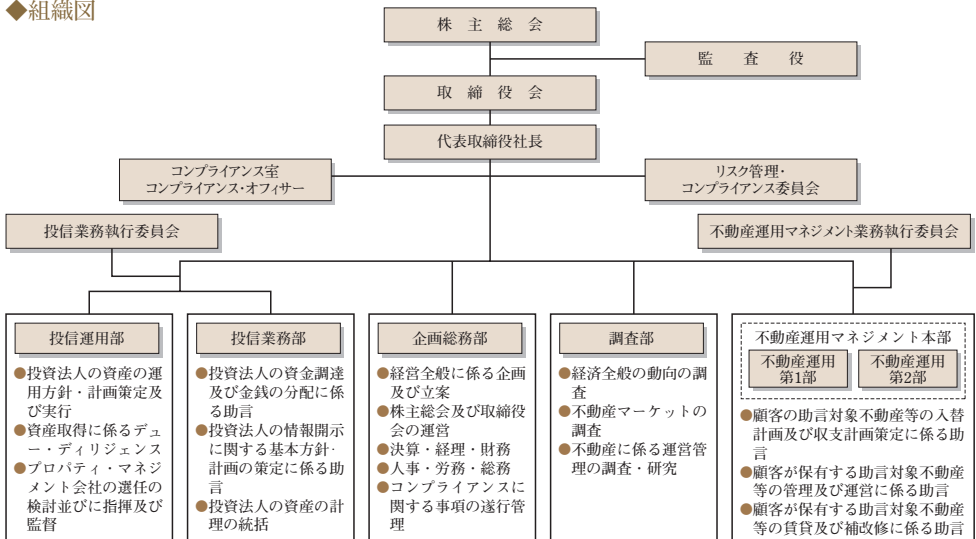 ◆組織図
株 主 総 会
監 査 役
取 締 役 会
代表取締役社長
コンプライアンス室
コンプライアンス・オフィサー
リスク管理・
コンプライアンス委員会
投信業務執行委員会
不動産運用マネジメント業務執行委員会
投信運用部
●投資法人の資産の運
用方針・計画策定及
び実行
●資産取得に係るデュ
ー・ディリジェンス
●プロパティ・マネジ
メント会社の選任の
検討並びに指揮及び
監督
投信業務部
●投資法人の資金調達
及び金銭の分配に係
る助言
●投資法人の情報開示
に関する基本方針・
計画の策定に係る助
言
●投資法人の資産の計
理の統括
企画総務部
●経営全般に係る企画
及び立案
●株主総会及び取締役
会の運営
●決算・経理・財務
●人事・労務・総務
●コンプライアンスに
関する事項の遂行管
理
調査部
●経済全般の動向の調
査
●不動産マーケットの
調査
●不動産に係る運営管
理の調査・研究
不動産運用マネジメント本部
不動産運用
第1部
不動産運用
第2部
●顧客の助言対象不動産等の入替
計画及び収支計画策定に係る助
言
●顧客が保有する助言対象不動産
等の管理及び運営に係る助言
●顧客が保有する助言対象不動産
等の賃貸及び補改修に係る助言